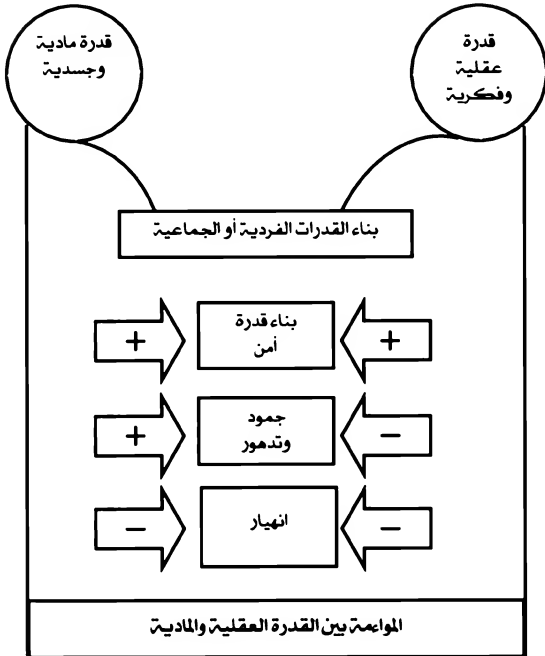 قدرة
عقلية
وفكرية
قدرة مادية
وجسدية
بناء القدرات الفردية أو الجماعية
+
بناء قدرة
أمن
+
-
جمود
وتدهور
+
-
انهيار
-
المواءمة بين القدرة العقلية والمادية